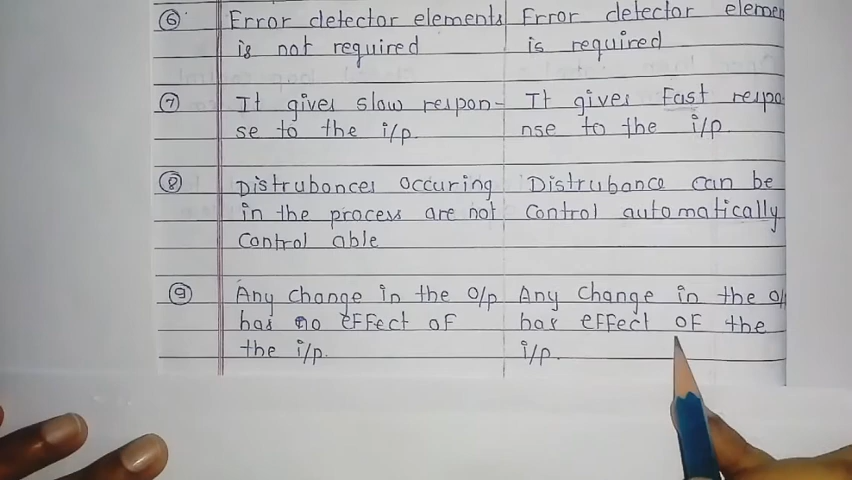 ⑥ Error detector elements Error detector elemen
is not required is required
⑦ It gives slow respon- It gives Fast respo
se to the i/p. nse to the i/p.
⑧ Distrubances occuring Distrubance can be
in the process are not control automatically
control able
⑨ Any change in the o/p Any change in the o/
has no effect of has effect of the
the i/p. i/p.